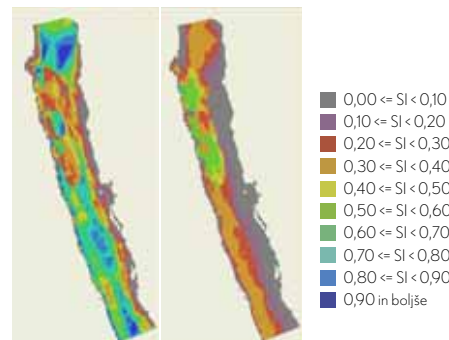 0,00 <= SI < 0,10
0,10 <= SI < 0,20
0,20 <= SI < 0,30
0,30 <= SI < 0,40
0,40 <= SI < 0,50
0,50 <= SI < 0,60
0,60 <= SI < 0,70
0,70 <= SI < 0,80
0,80 <= SI < 0,90
0,90 in boljše